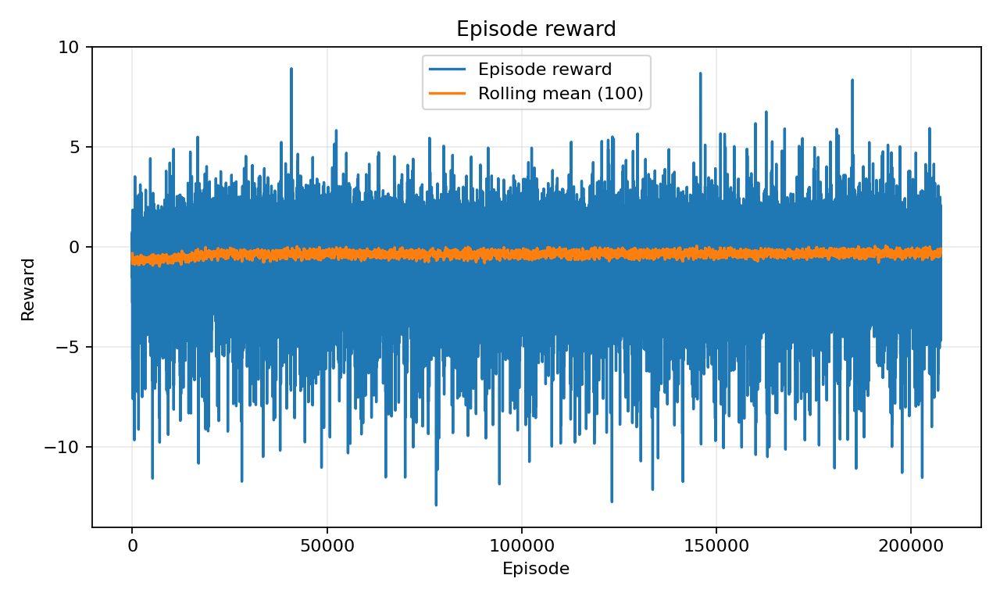 Episode reward
Episode reward
Rolling mean (100)
10
5
0
−5
−10
Reward
0
50000
100000
150000
200000
Episode